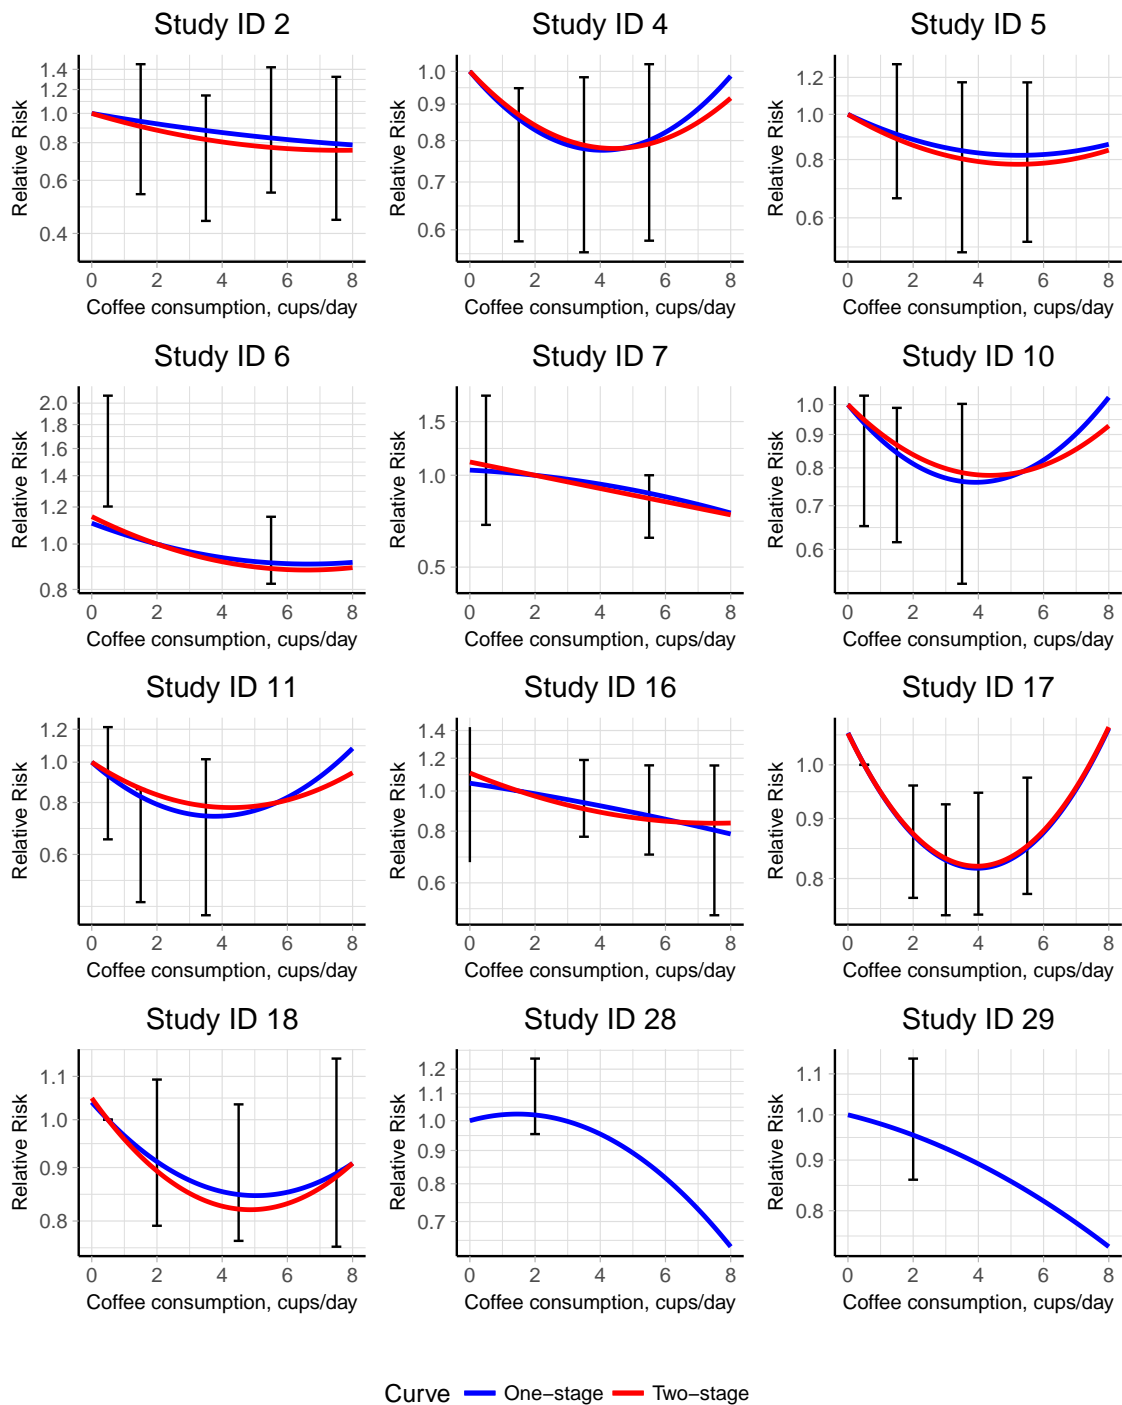 Study ID 2
Relative Risk
1.4
1.2
1.0
0.8
0.6
0.4
0 2 4 6 8
Coffee consumption, cups/day
Study ID 4
Relative Risk
1.0
0.9
0.8
0.7
0.6
0 2 4 6 8
Coffee consumption, cups/day
Study ID 5
Relative Risk
1.2
1.0
0.8
0.6
0 2 4 6 8
Coffee consumption, cups/day
Study ID 6
Relative Risk
2.0
1.8
1.6
1.4
1.2
1.0
0.8
0 2 4 6 8
Coffee consumption, cups/day
Study ID 7
Relative Risk
1.5
1.0
0.5
0 2 4 6 8
Coffee consumption, cups/day
Study ID 10
Relative Risk
1.0
0.9
0.8
0.7
0.6
0 2 4 6 8
Coffee consumption, cups/day
Study ID 11
Relative Risk
1.2
1.0
0.8
0.6
0 2 4 6 8
Coffee consumption, cups/day
Study ID 16
Relative Risk
1.4
1.2
1.0
0.8
0.6
0 2 4 6 8
Coffee consumption, cups/day
Study ID 17
Relative Risk
1.0
0.9
0.8
0 2 4 6 8
Coffee consumption, cups/day
Study ID 18
Relative Risk
1.1
1.0
0.9
0.8
0 2 4 6 8
Coffee consumption, cups/day
Study ID 28
Relative Risk
1.2
1.1
1.0
0.9
0.8
0.7
0 2 4 6 8
Coffee consumption, cups/day
Study ID 29
Relative Risk
1.1
1.0
0.9
0.8
0 2 4 6 8
Coffee consumption, cups/day
Curve One−stage Two−stage